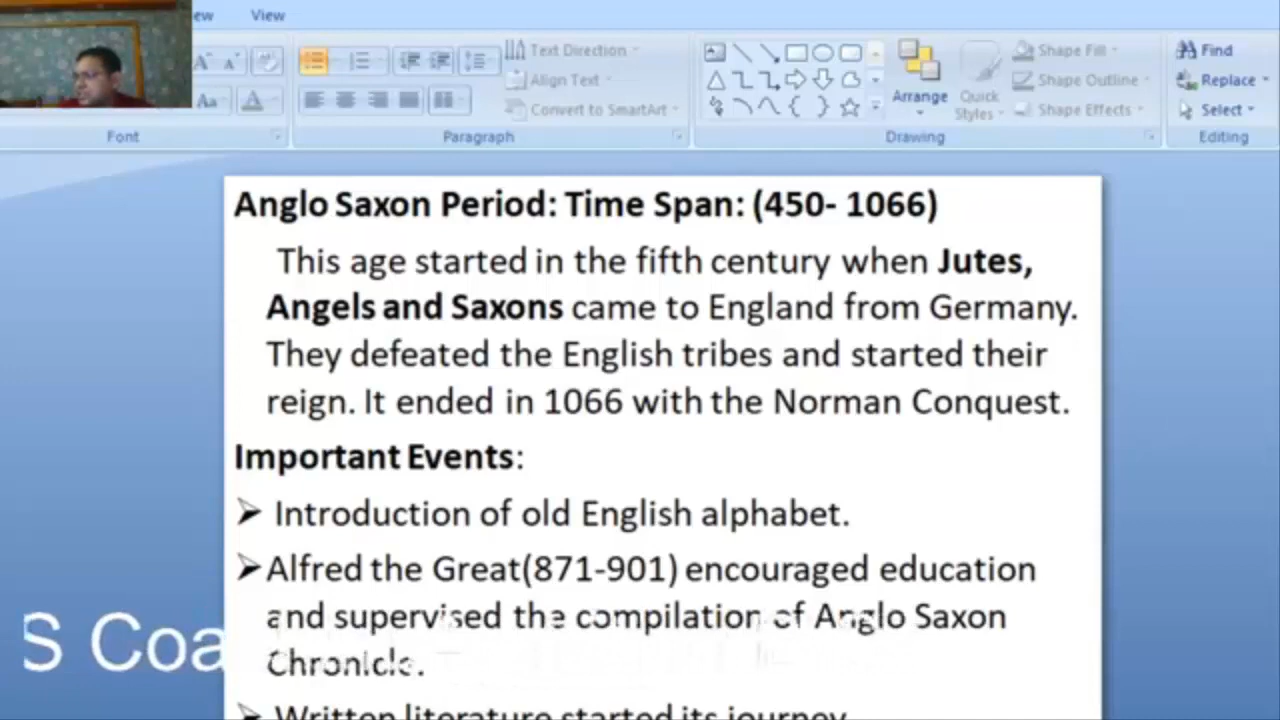 ew View
Text Direction
Align Text
Convert to SmartArt
Aa
A
Arrange
Quick Styles
Shape Fill
Shape Outline
Shape Effects
Find
Replace
Select
Font Paragraph Drawing Editing
Anglo Saxon Period: Time Span: (450- 1066)
This age started in the fifth century when Jutes,
Angels and Saxons came to England from Germany.
They defeated the English tribes and started their
reign. It ended in 1066 with the Norman Conquest.
Important Events:
➢ Introduction of old English alphabet.
➢ Alfred the Great(871-901) encouraged education
and supervised the compilation of Anglo Saxon
S Coa
Chronicle.
➢ Written literature started its journey